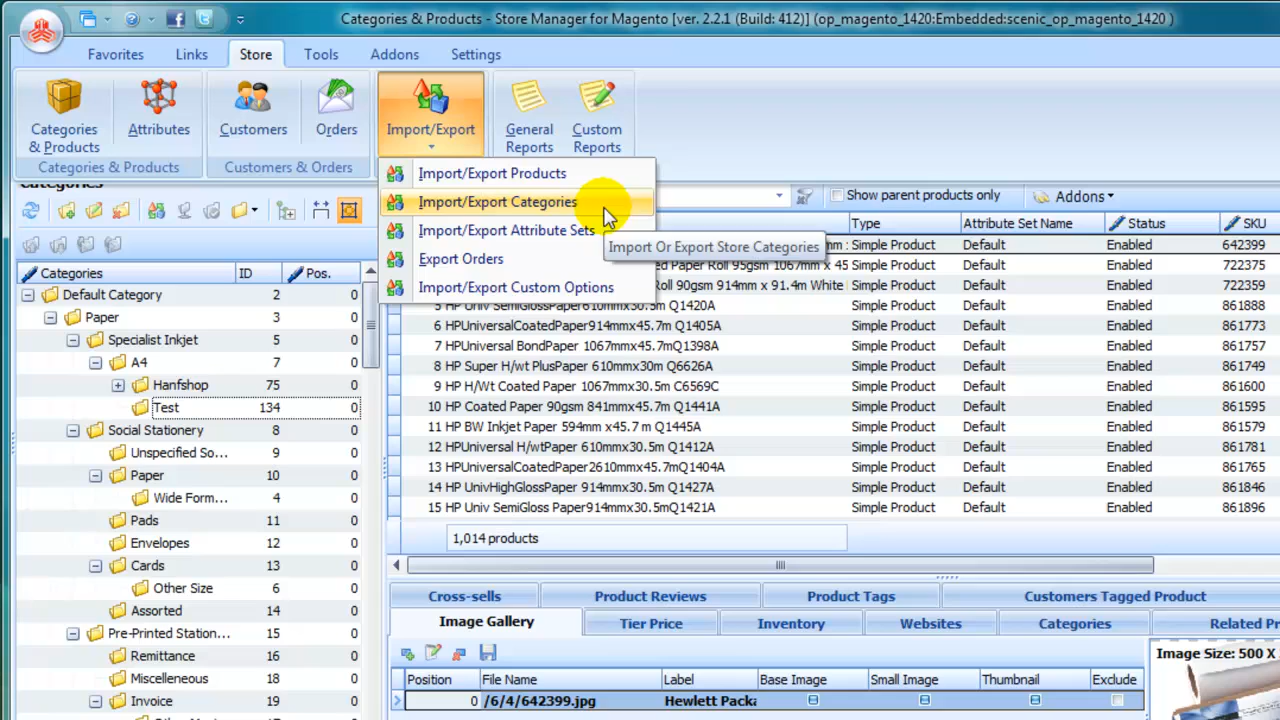 Categories & Products - Store Manager for Magento [ver. 2.2.1 (Build: 412)] (op_magento_1420:Embedded:scenic_op_magento_1420 )
Favorites Links Store Tools Addons Settings
Categories & Products
Attributes
Customers
Orders
Import/Export
General Reports
Custom Reports
Categories & Products
Customers & Orders
Import/Export Products
Import/Export Categories
Import/Export Attribute Sets
Export Orders
Import/Export Custom Options
Import Or Export Store Categories
Categories
Show parent products only
Addons
Categories ID Pos.
Default Category 2 0
Paper 3 0
Specialist Inkjet 5 0
A4 7 0
Hanfshop 75 0
Test 134 0
Social Stationery 8 0
Unspecified So... 9 0
Paper 10 0
Wide Form... 4 0
Pads 11 0
Envelopes 12 0
Cards 13 0
Other Size 6 0
Assorted 14 0
Pre-Printed Station... 15 0
Remittance 16 0
Miscellaneous 18 0
Invoice 19 0
Type Attribute Set Name Status SKU
Simple Product Default Enabled 642399
Paper Roll 95gsm 1067mm x 45 Simple Product Default Enabled 722375
Roll 90gsm 914mm x 91.4m White Simple Product Default Enabled 722359
5 HP Univ SemiGlossPaper610mmx30.5m Q1420A Simple Product Default Enabled 861888
6 HPUniversalCoatedPaper914mmx45.7m Q1405A Simple Product Default Enabled 861773
7 HPUniversal BondPaper 1067mmx45.7mQ1398A Simple Product Default Enabled 861757
8 HP Super H/wt PlusPaper 610mmx30m Q6626A Simple Product Default Enabled 861749
9 HP H/Wt Coated Paper 1067mmx30.5m C6569C Simple Product Default Enabled 861600
10 HP Coated Paper 90gsm 841mmx45.7m Q1441A Simple Product Default Enabled 861595
11 HP BW Inkjet Paper 594mm x45.7 m Q1445A Simple Product Default Enabled 861579
12 HPUniversal H/wtPaper 610mmx30.5m Q1412A Simple Product Default Enabled 861781
13 HPUniversalCoatedPaper2610mmx45.7mQ1404A Simple Product Default Enabled 861765
14 HP UnivHighGlossPaper 914mmx30.5m Q1427A Simple Product Default Enabled 861846
15 HP Univ SemiGloss Paper914mmx30.5mQ1421A Simple Product Default Enabled 861896
1,014 products
Cross-sells Product Reviews Product Tags Customers Tagged Product
Image Gallery Tier Price Inventory Websites Categories Related Pr
Position File Name Label Base Image Small Image Thumbnail Exclude
0 /6/4/642399.jpg Hewlett Packa
Image Size: 500 X